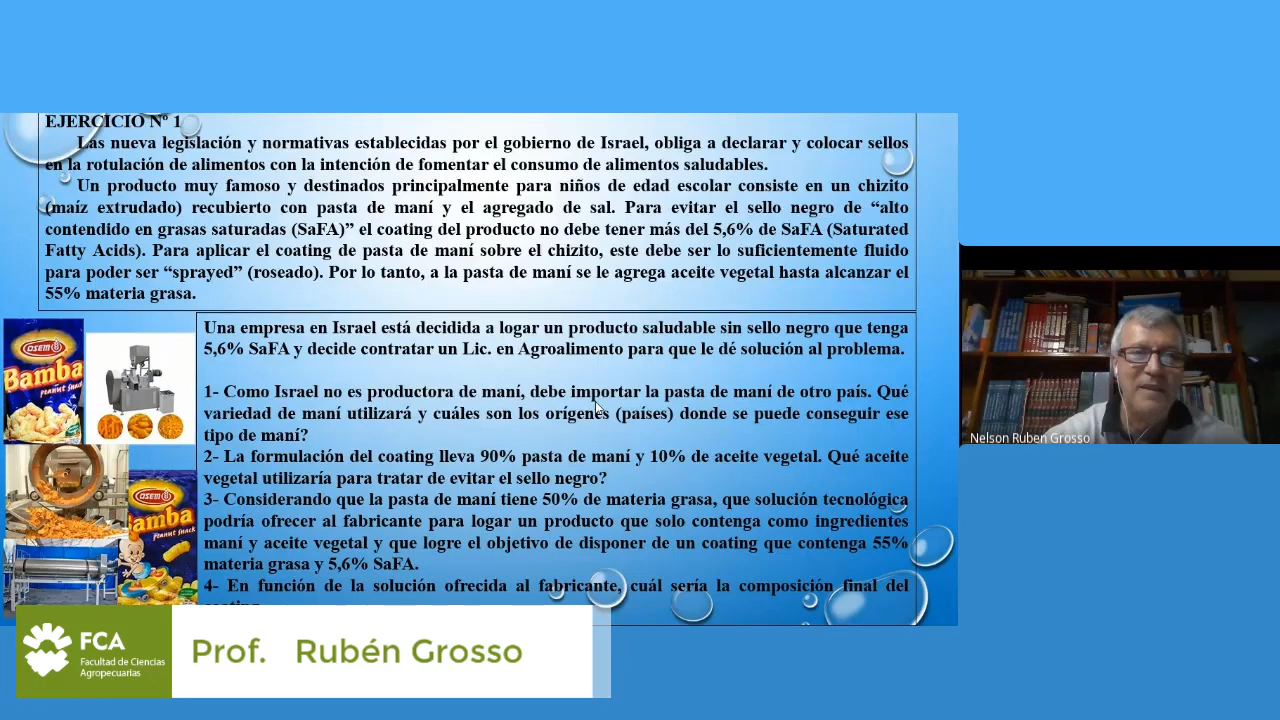 EJERCICIO Nº 1
Las nueva legislación y normativas establecidas por el gobierno de Israel, obliga a declarar y colocar sellos
en la rotulación de alimentos con la intención de fomentar el consumo de alimentos saludables.
Un producto muy famoso y destinados principalmente para niños de edad escolar consiste en un chizito
(maíz extrudado) recubierto con pasta de maní y el agregado de sal. Para evitar el sello negro de “alto
contendido en grasas saturadas (SaFA)” el coating del producto no debe tener más del 5,6% de SaFA (Saturated
Fatty Acids). Para aplicar el coating de pasta de maní sobre el chizito, este debe ser lo suficientemente fluido
para poder ser “sprayed” (roseado). Por lo tanto, a la pasta de maní se le agrega aceite vegetal hasta alcanzar el
55% materia grasa.
Una empresa en Israel está decidida a logar un producto saludable sin sello negro que tenga
5,6% SaFA y decide contratar un Lic. en Agroalimento para que le dé solución al problema.
1- Como Israel no es productora de maní, debe importar la pasta de maní de otro país. Qué
variedad de maní utilizará y cuáles son los orígenes (países) donde se puede conseguir ese
tipo de maní?
2- La formulación del coating lleva 90% pasta de maní y 10% de aceite vegetal. Qué aceite
vegetal utilizaría para tratar de evitar el sello negro?
3- Considerando que la pasta de maní tiene 50% de materia grasa, que solución tecnológica
podría ofrecer al fabricante para logar un producto que solo contenga como ingredientes
maní y aceite vegetal y que logre el objetivo de disponer de un coating que contenga 55%
materia grasa y 5,6% SaFA.
4- En función de la solución ofrecida al fabricante, cuál sería la composición final del
OSEM
Bamba
peanut snack
OSEM
amba
Peanut snack
Nelson Ruben Grosso
FCA
Facultad de Ciencias
Agropecuarias
Prof. Rubén Grosso